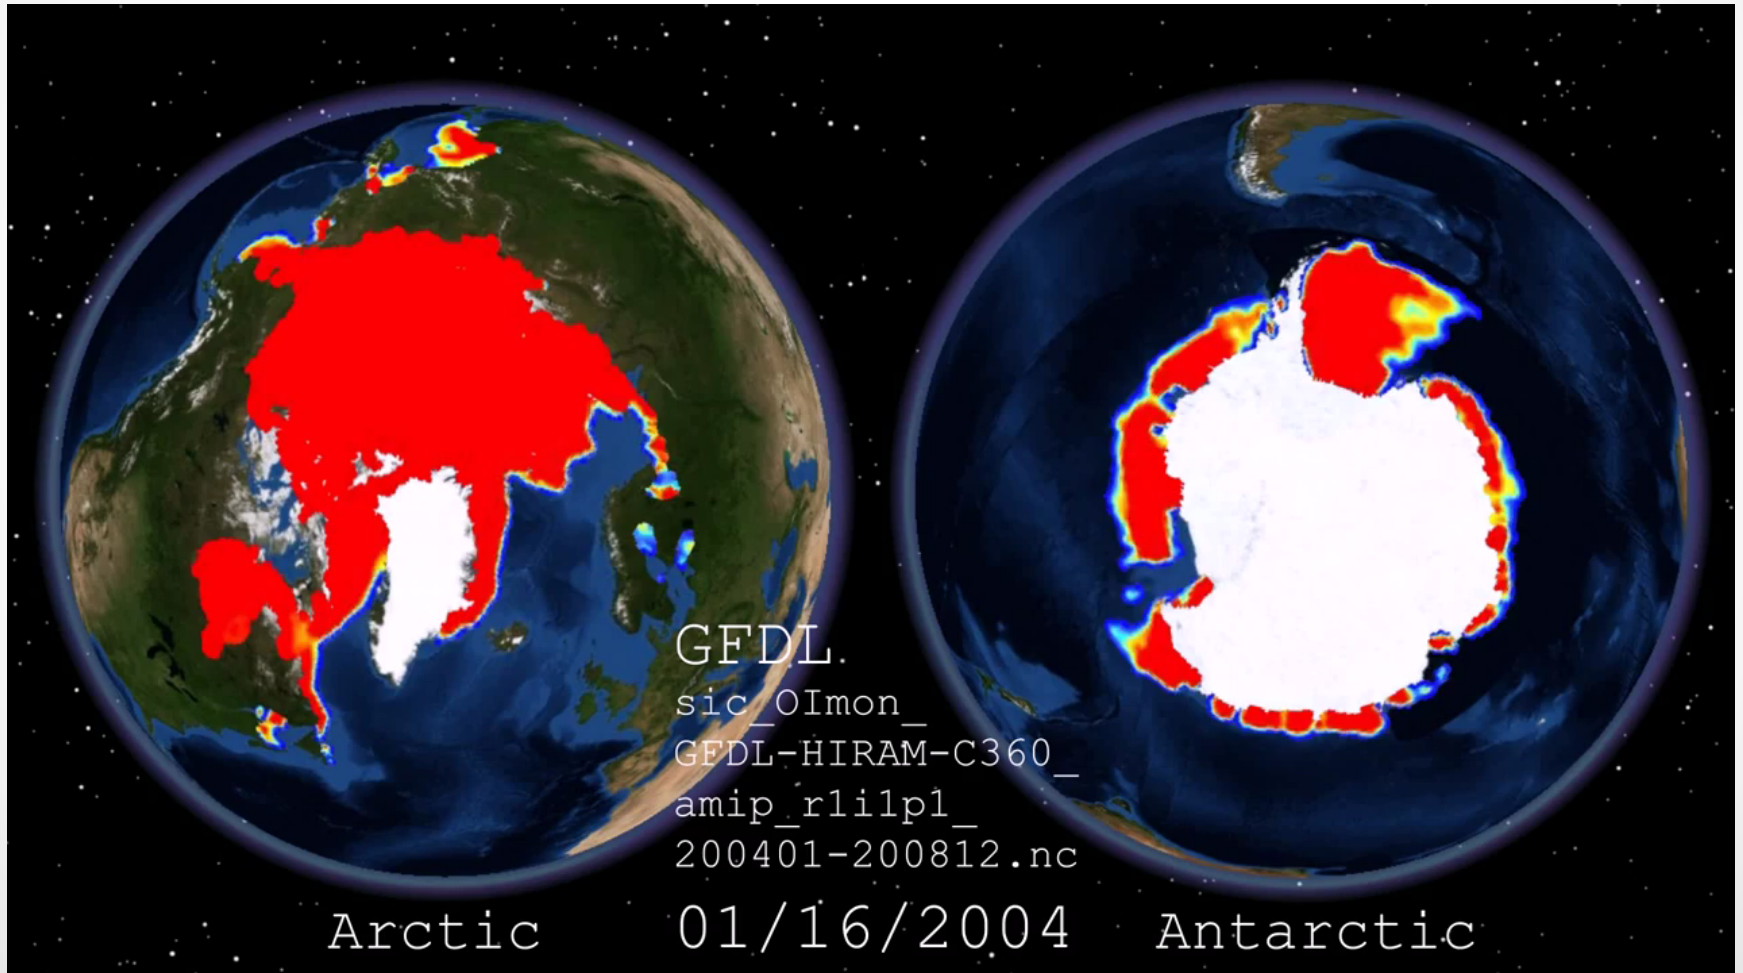 GFDL
sic_OImon_
GFDL-HIRAM-C360_
amip_r1i1p1_
200401-200812.nc
Arctic
01/16/2004
Antarctic